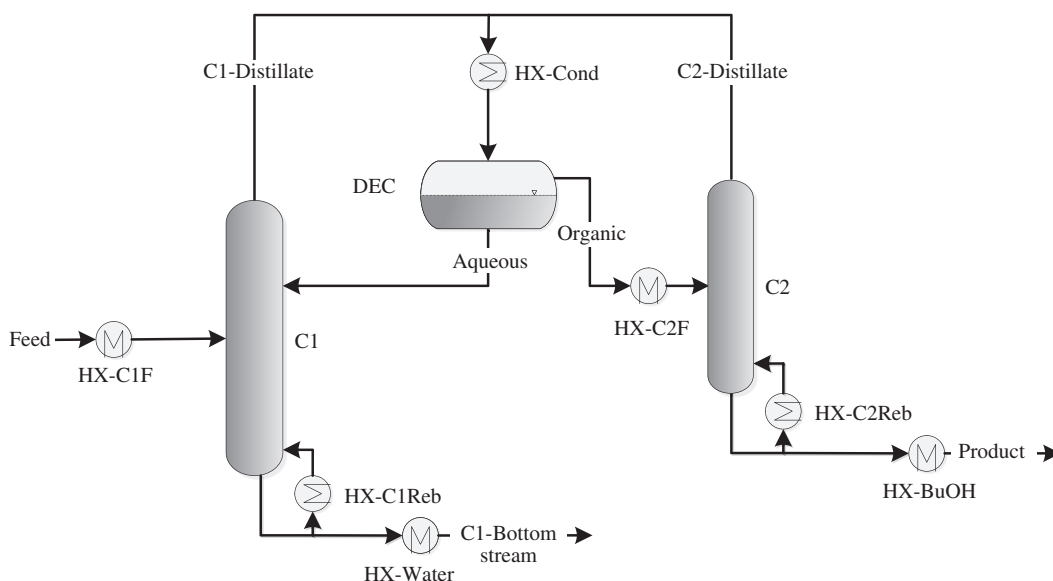 C1-Distillate
HX-Cond
C2-Distillate
DEC
Organic
Aqueous
C2
HX-C2F
Feed
C1
HX-C1F
HX-C2Reb
Product
HX-BuOH
HX-C1Reb
C1-Bottom
stream
HX-Water